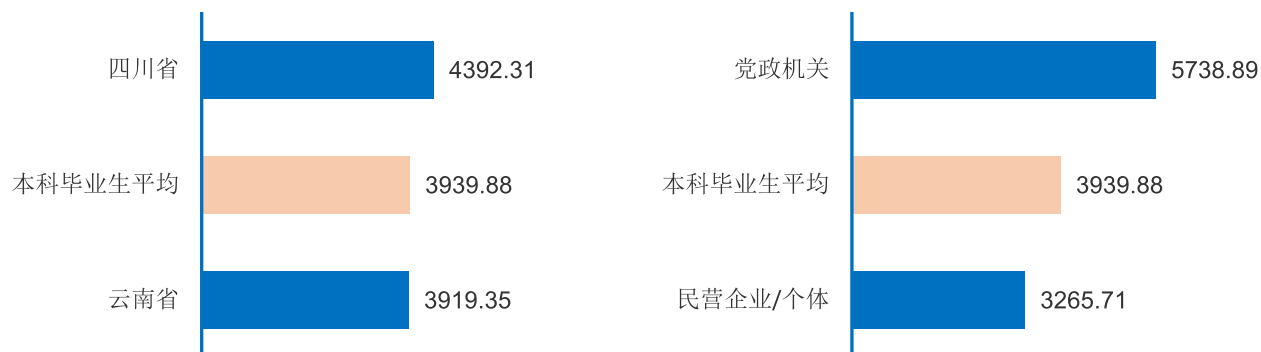 四川省 4392.31
本科毕业生平均 3939.88
云南省 3919.35
党政机关 5738.89
本科毕业生平均 3939.88
民营企业/个体 3265.71